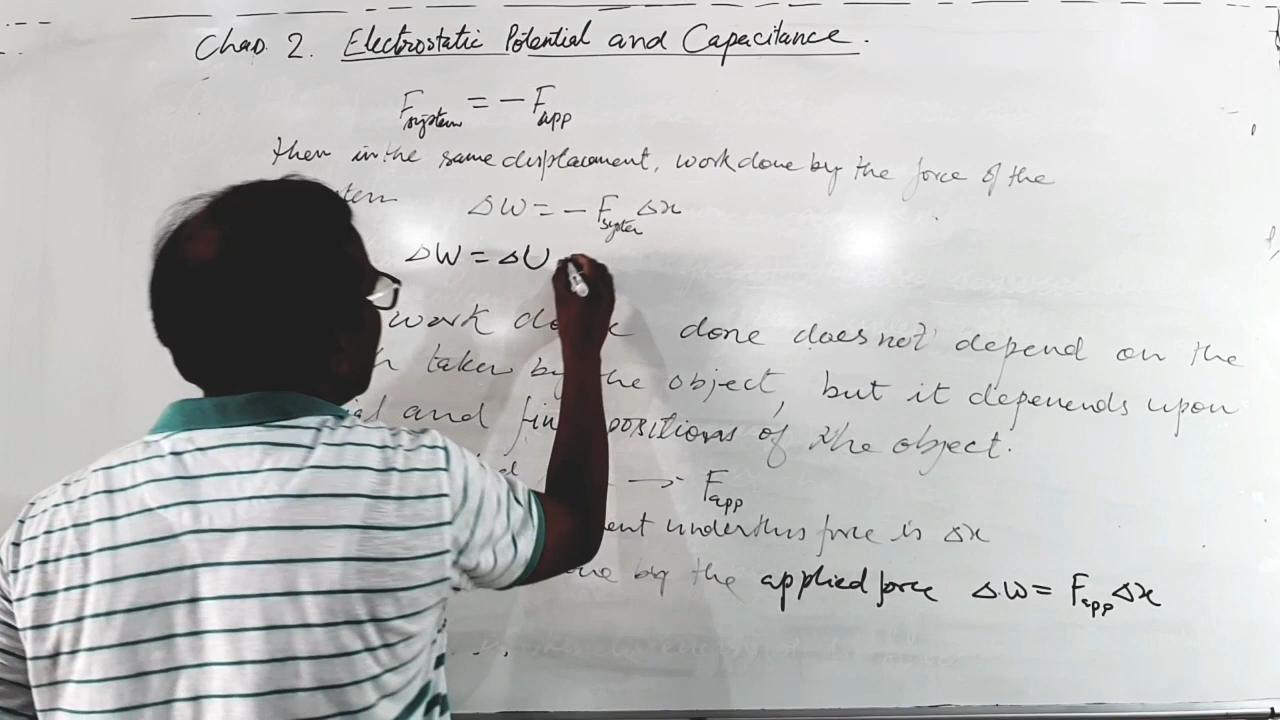 Chap. 2. Electrostatic Potential and Capacitance.
F_system = - F_app
then in the same displacement, work done by the force of the
ΔW = - F_system Δx
ΔW = ΔU
work done does not depend on the
taken by the object, but it depenends upon
and positions of the object.
→ F_app
under this force is Δx
by the applied force ΔW = F_app Δx